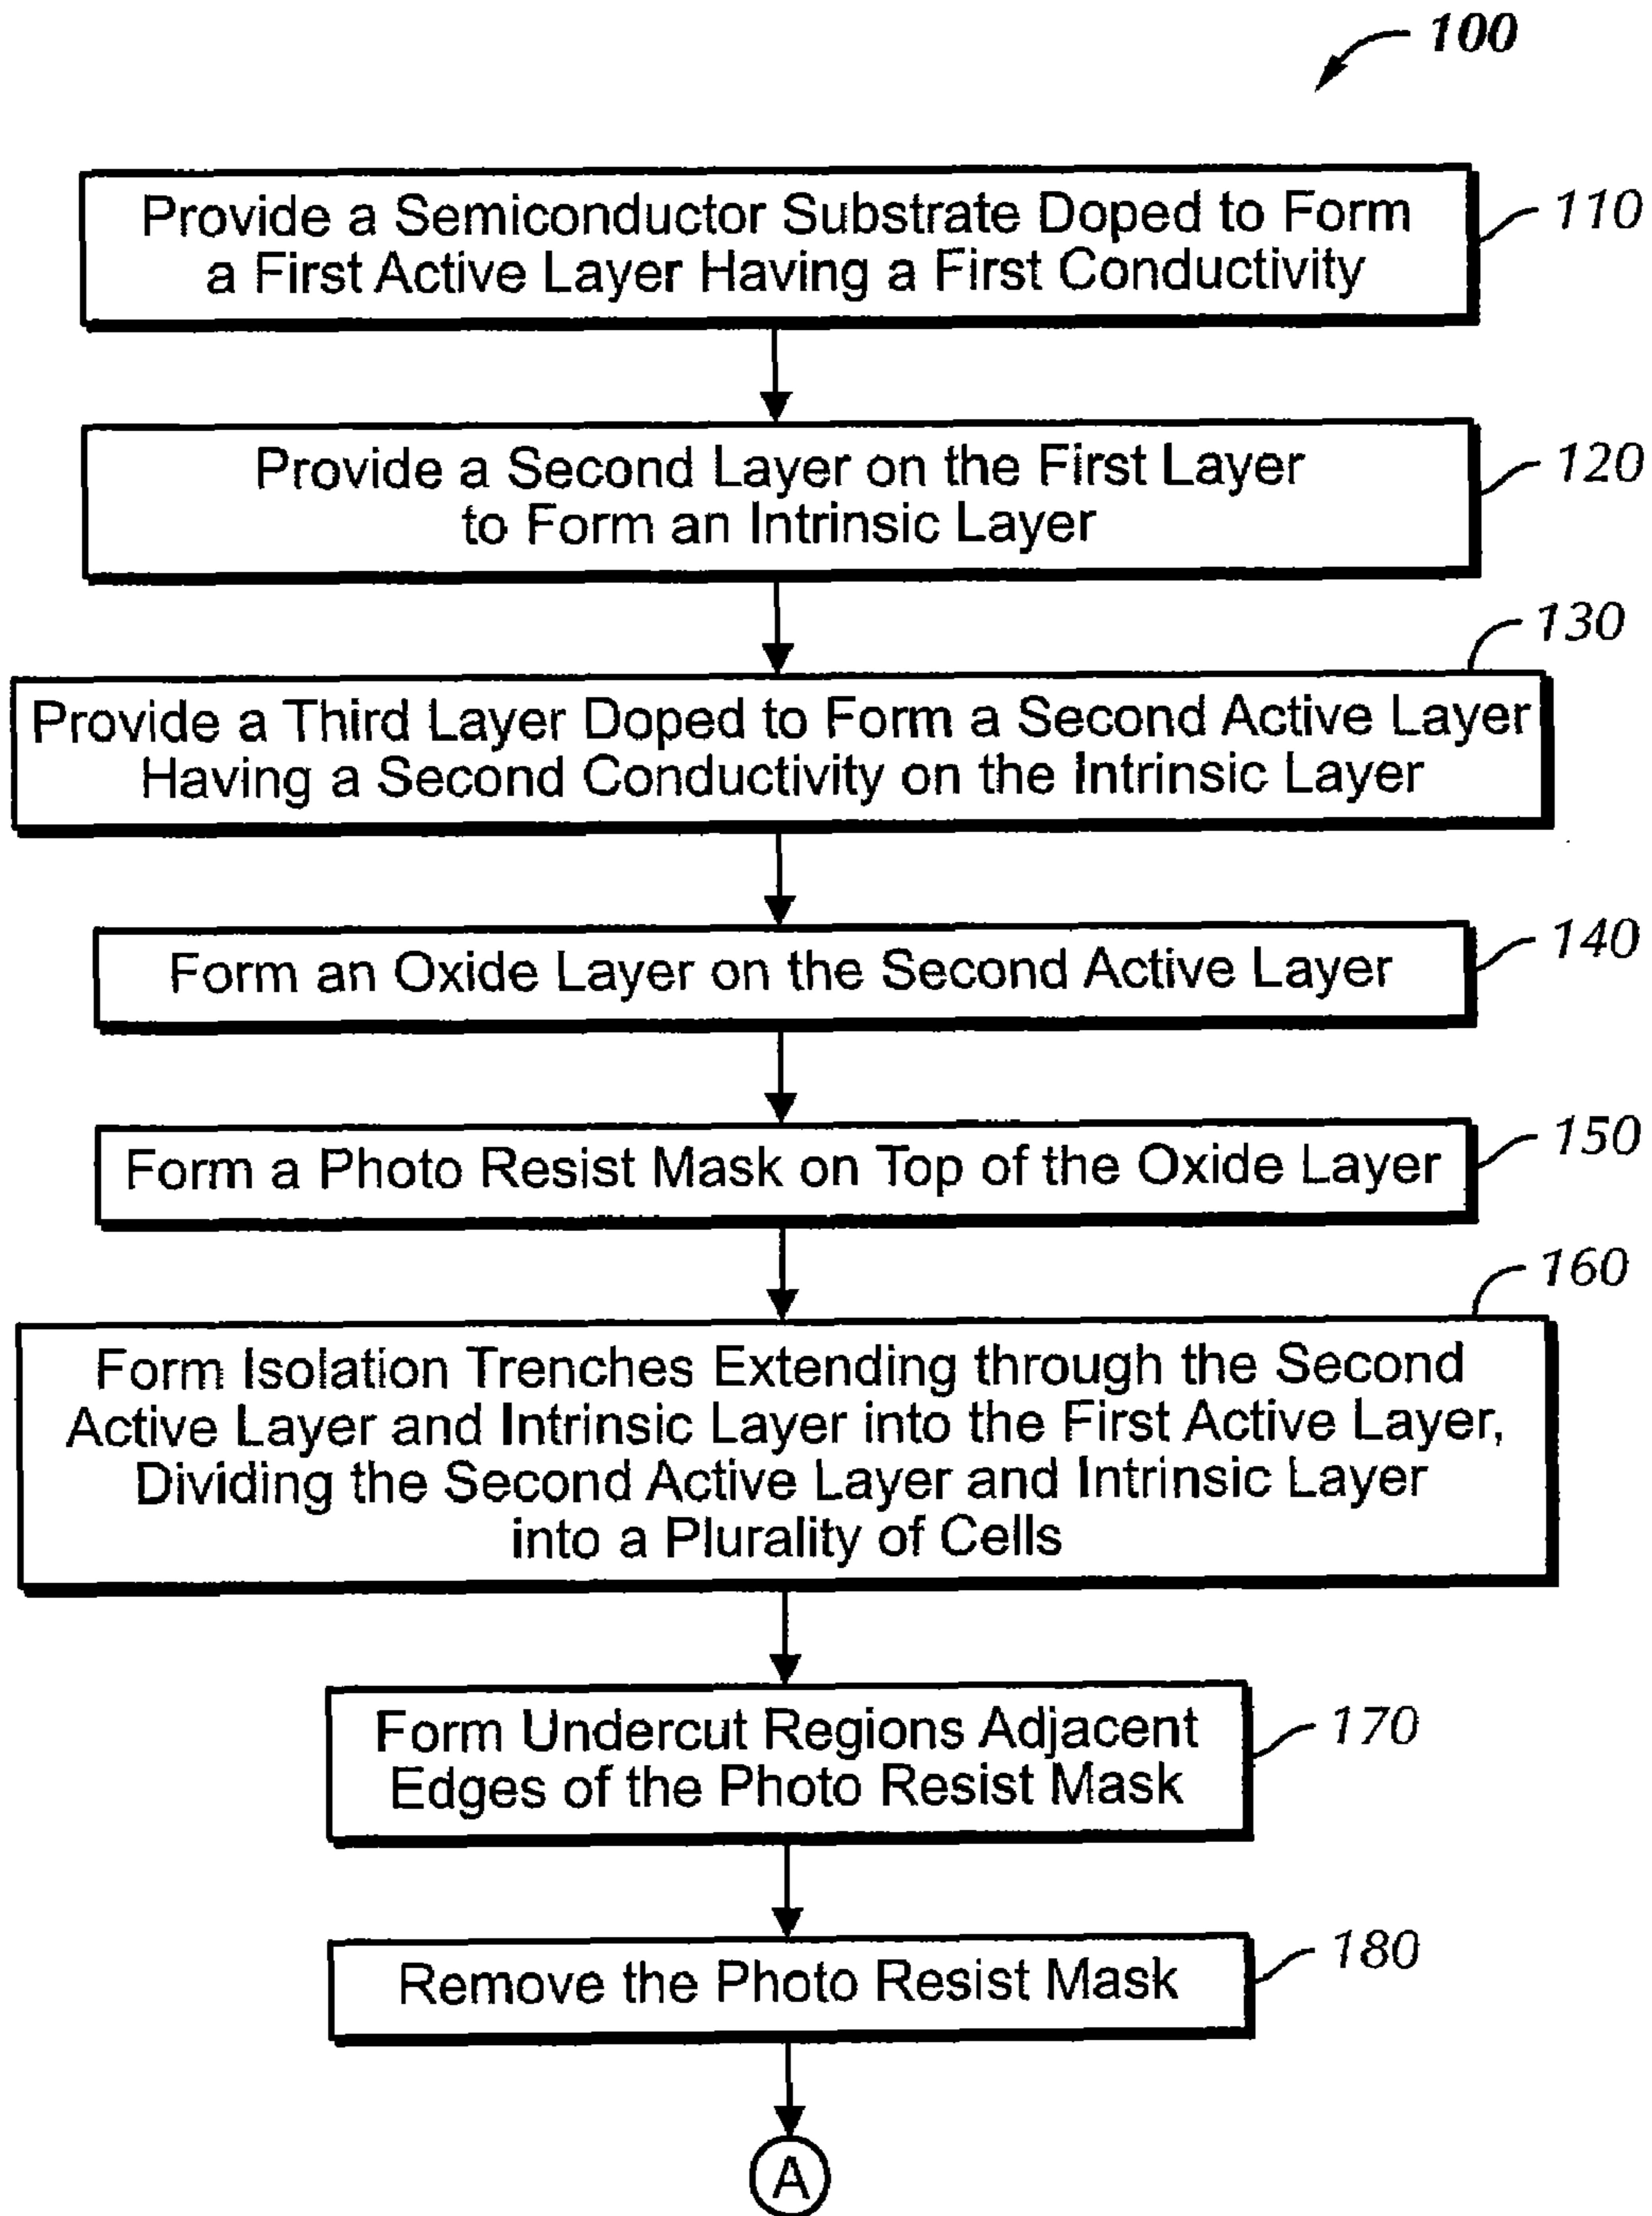 100
Provide a Semiconductor Substrate Doped to Form
a First Active Layer Having a First Conductivity
110
Provide a Second Layer on the First Layer
to Form an Intrinsic Layer
120
130
Provide a Third Layer Doped to Form a Second Active Layer
Having a Second Conductivity on the Intrinsic Layer
Form an Oxide Layer on the Second Active Layer
140
Form a Photo Resist Mask on Top of the Oxide Layer
150
160
Form Isolation Trenches Extending through the Second
Active Layer and Intrinsic Layer into the First Active Layer,
Dividing the Second Active Layer and Intrinsic Layer
into a Plurality of Cells
Form Undercut Regions Adjacent
Edges of the Photo Resist Mask
170
Remove the Photo Resist Mask
180
A